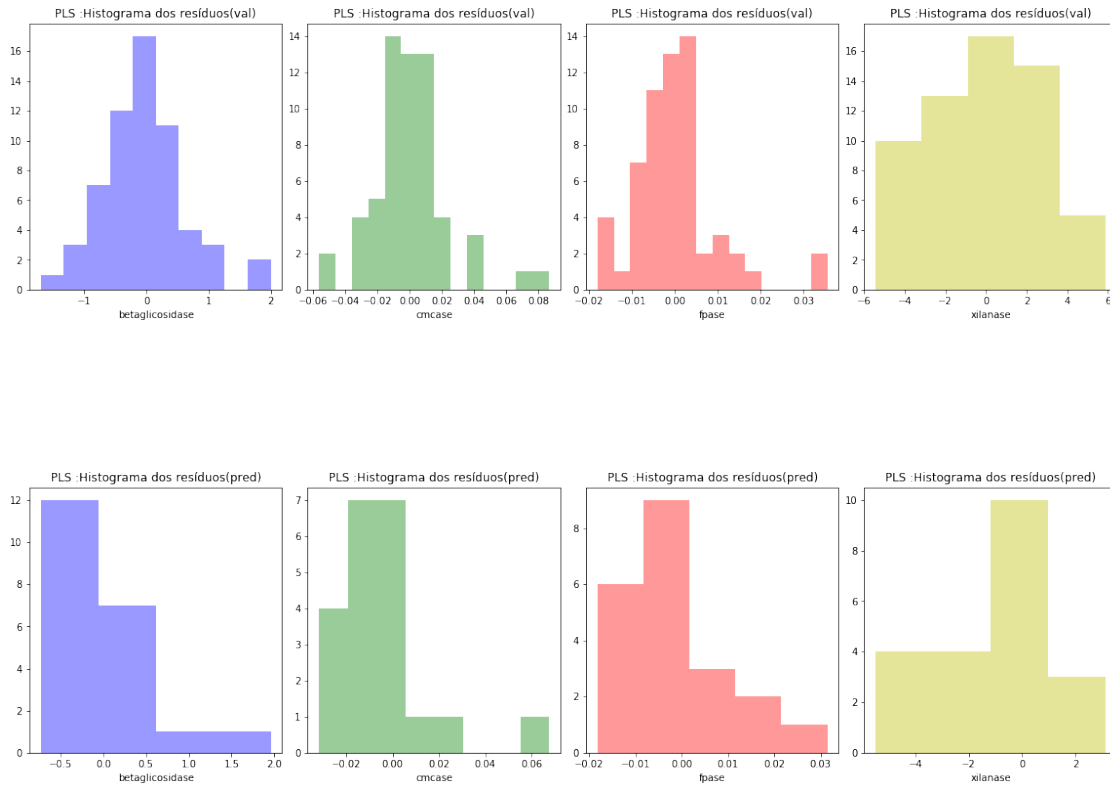 PLS :Histograma dos resíduos(val) PLS :Histograma dos resíduos(val) PLS :Histograma dos resíduos(val) PLS :Histograma dos resíduos(val)
16 14 14 16
14 12 12 14
12 10 10 12
10 8 8 10
8 6 6 8
6 4 4 6
4 2 2 4
2 0 0 2
0 0
−1 0 1 2 −0.06 −0.04 −0.02 0.00 0.02 0.04 0.06 0.08 −0.02 −0.01 0.00 0.01 0.02 0.03 −6 −4 −2 0 2 4 6
betaglicosidase cmcase fpase xilanase
PLS :Histograma dos resíduos(pred) PLS :Histograma dos resíduos(pred) PLS :Histograma dos resíduos(pred) PLS :Histograma dos resíduos(pred)
12 7 8 10
10 6 6 8
8 5 4 6
6 4 2 4
4 3 0 2
2 2 0
0 1
0
−0.5 0.0 0.5 1.0 1.5 2.0 −0.02 0.00 0.02 0.04 0.06 −0.02 −0.01 0.00 0.01 0.02 0.03 −4 −2 0 2
betaglicosidase cmcase fpase xilanase